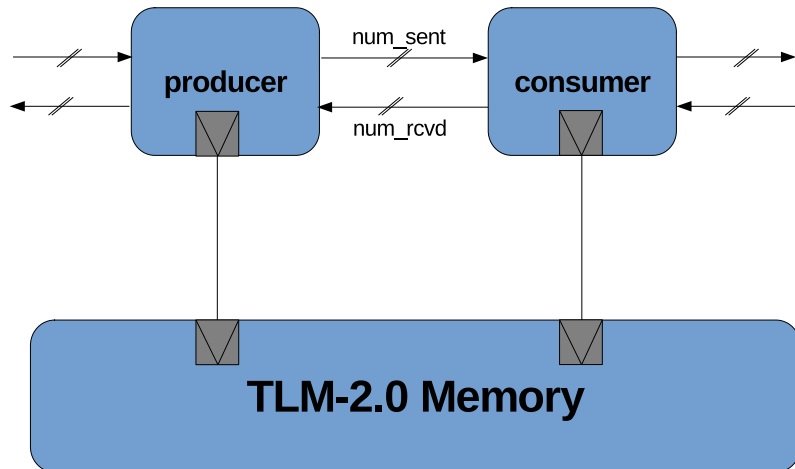 num_sent
producer
consumer
num_rcvd
TLM-2.0 Memory